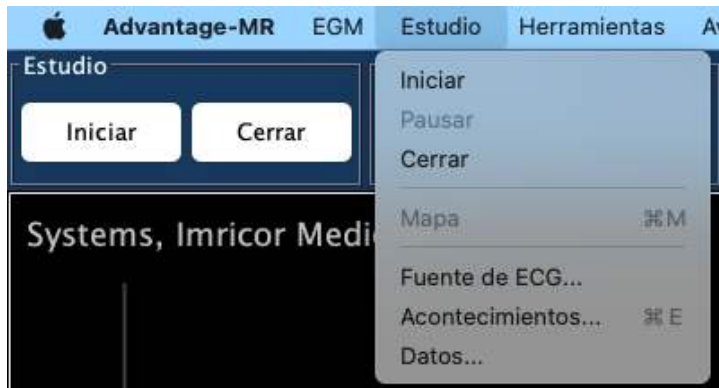 Advantage-MR EGM Estudio Herramientas
Estudio
Iniciar Cerrar
Systems, Imricor Medi
Iniciar
Pausar
Cerrar
Mapa ⌘M
Fuente de ECG...
Acontecimientos... ⌘E
Datos...